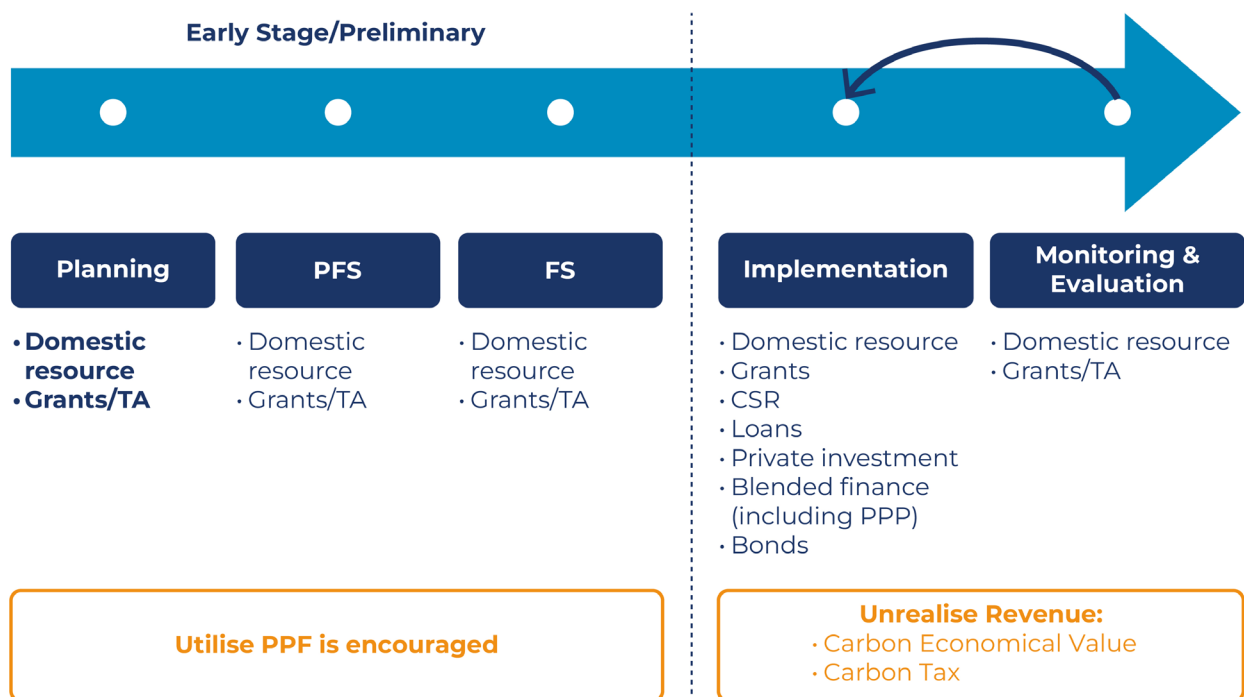 Early Stage/Preliminary
Planning
• Domestic
resource
• Grants/TA
PFS
• Domestic
resource
• Grants/TA
FS
• Domestic
resource
• Grants/TA
Implementation
• Domestic resource
• Grants
• CSR
• Loans
• Private investment
• Blended finance
(including PPP)
• Bonds
Monitoring &
Evaluation
• Domestic resource
• Grants/TA
Utilise PPF is encouraged
Unrealise Revenue:
• Carbon Economical Value
• Carbon Tax